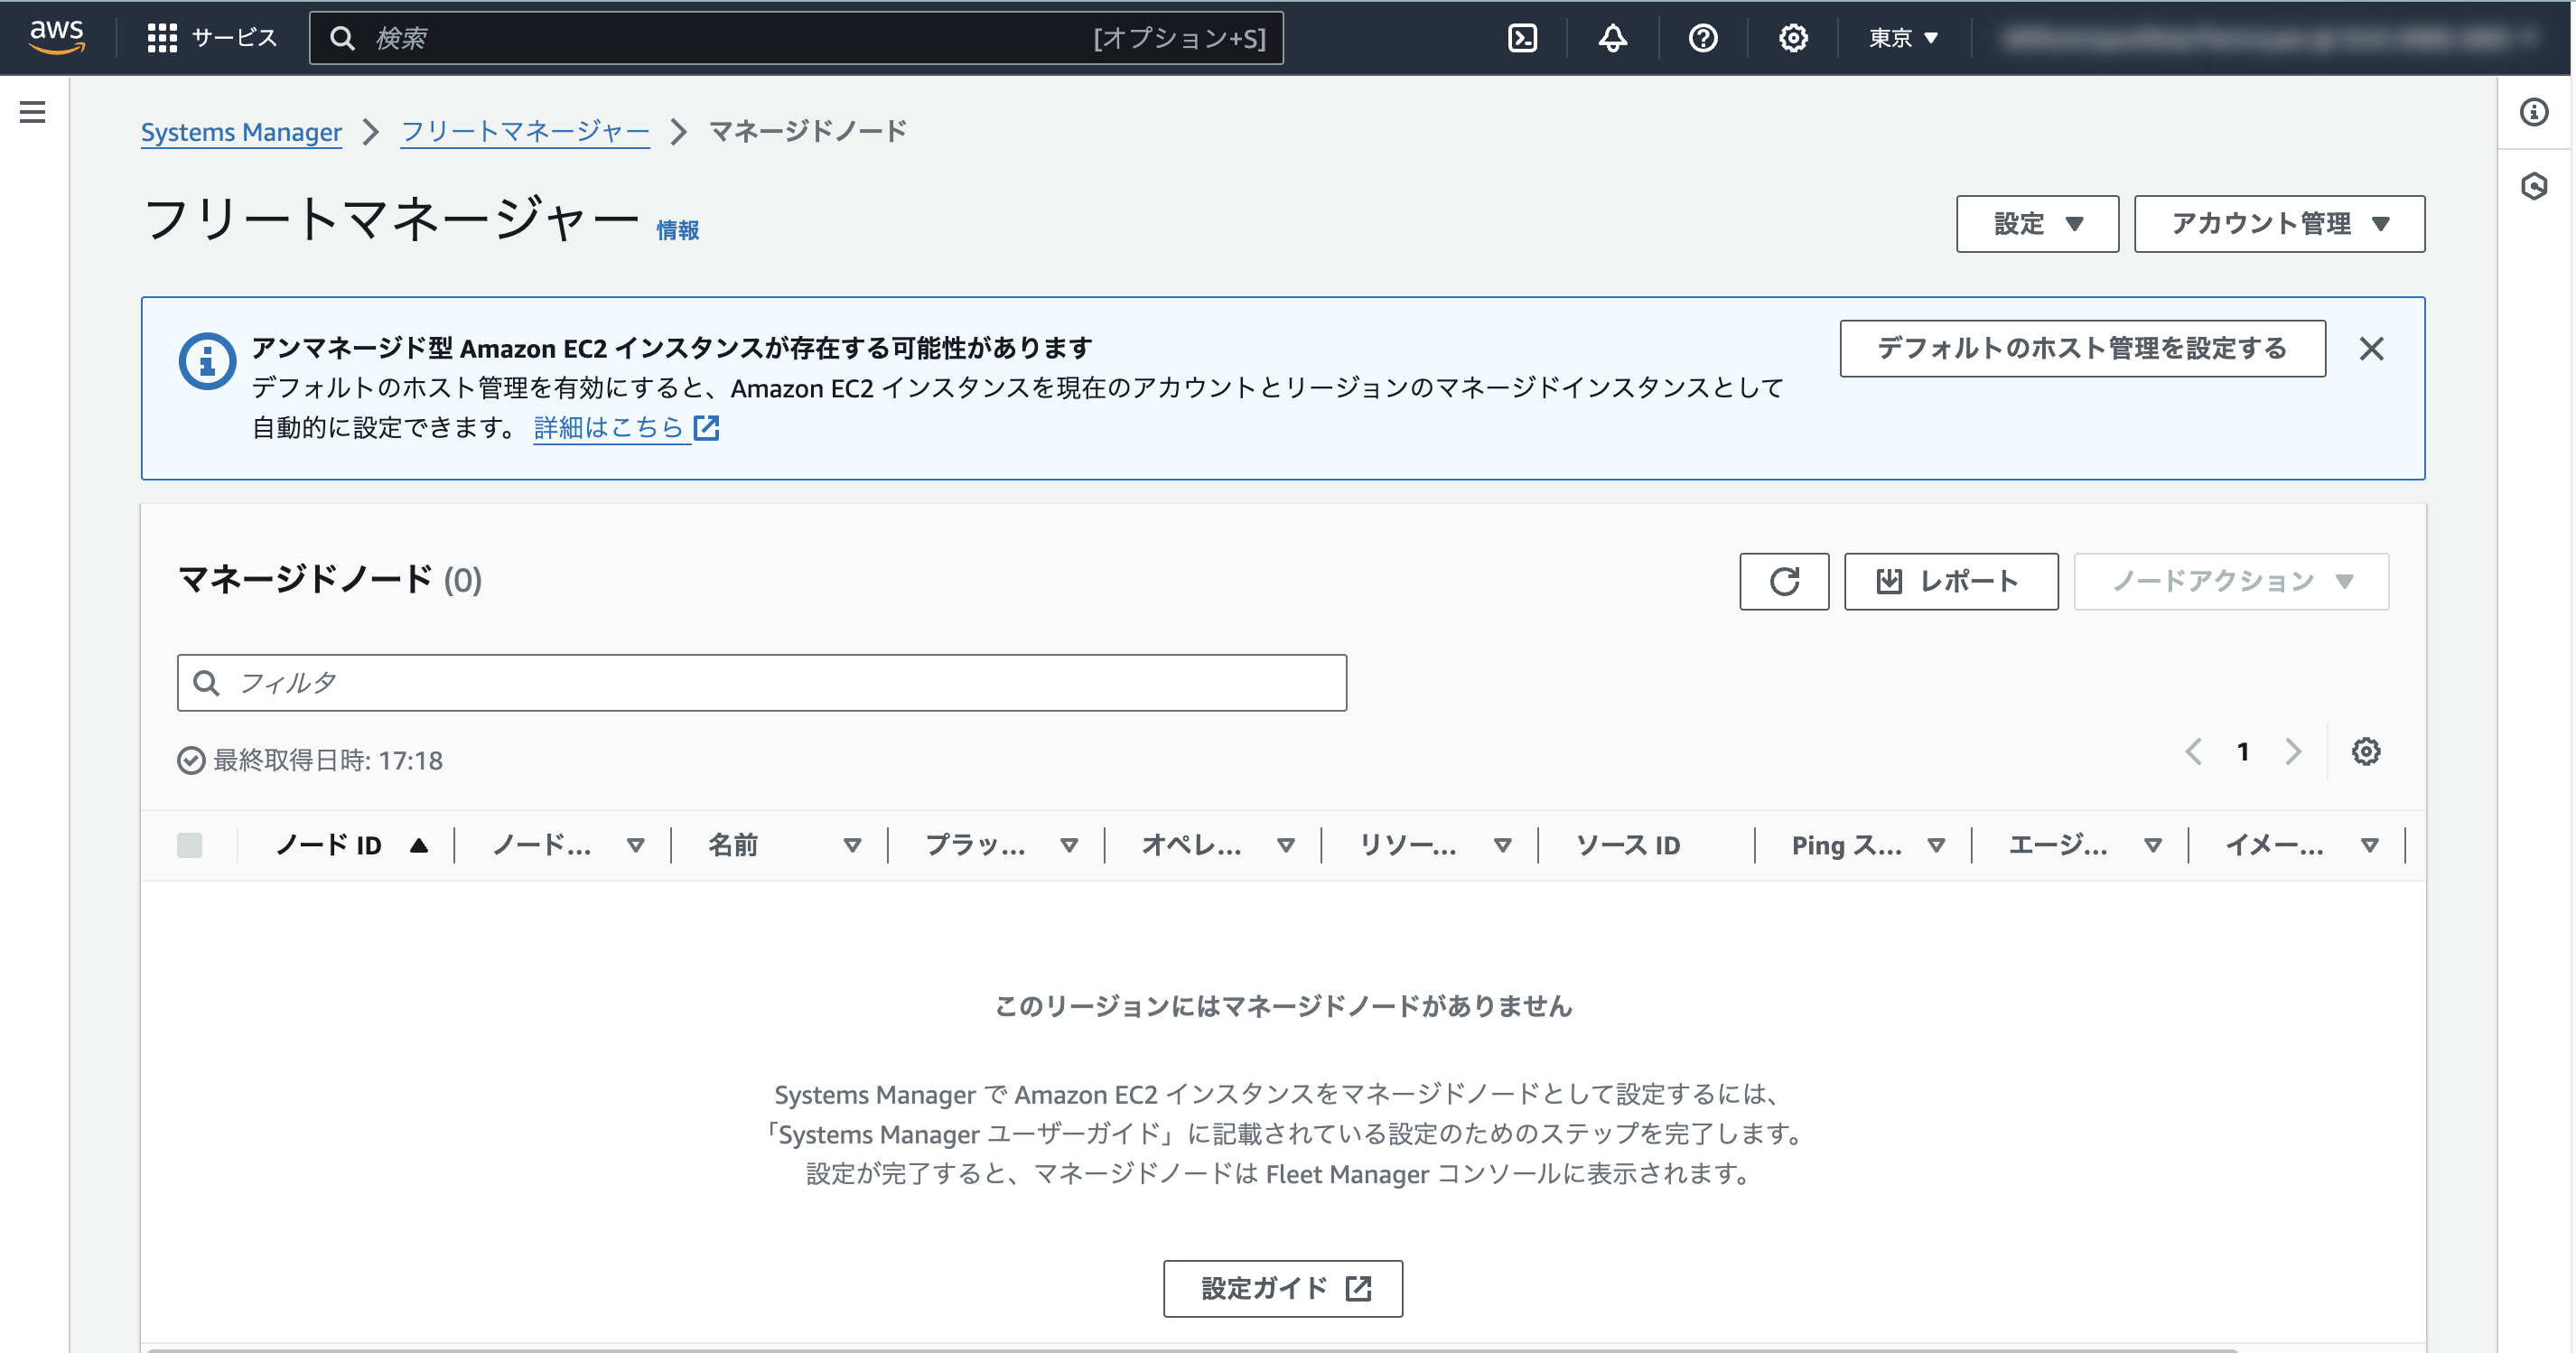 aws サービス 検索 [オプション+S] 東京
Systems Manager フリートマネージャー マネージドノード
フリートマネージャー 情報 設定 アカウント管理
アンマネージド型 Amazon EC2 インスタンスが存在する可能性があります デフォルトのホスト管理を設定する
デフォルトのホスト管理を有効にすると、Amazon EC2 インスタンスを現在のアカウントとリージョンのマネージドインスタンスとして
自動的に設定できます。 詳細はこちら
マネージドノード (0) レポート ノードアクション
フィルタ
最終取得日時: 17:18 1
ノード ID ノード... 名前 プラッ... オペレ... リソー... ソース ID Ping ス... エージ... イメー...
このリージョンにはマネージドノードがありません
Systems Manager で Amazon EC2 インスタンスをマネージドノードとして設定するには、
「Systems Manager ユーザーガイド」に記載されている設定のためのステップを完了します。
設定が完了すると、マネージドノードは Fleet Manager コンソールに表示されます。
設定ガイド